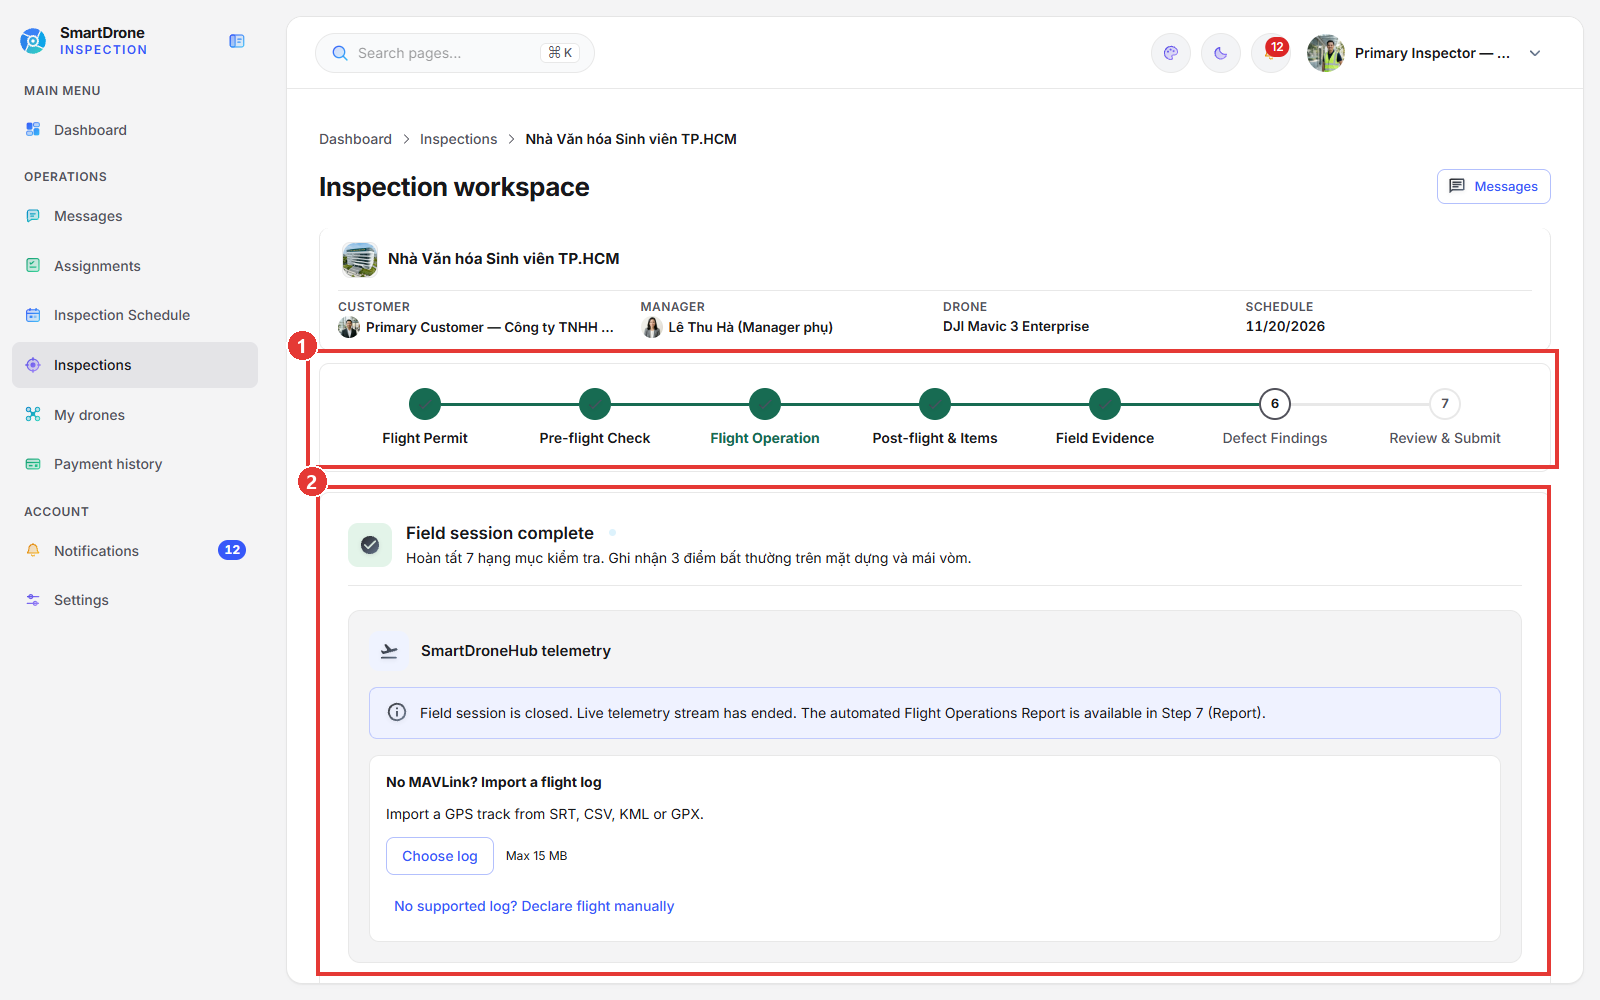 SmartDrone
INSPECTION
MAIN MENU
Dashboard
OPERATIONS
Messages
Assignments
Inspection Schedule
Inspections
My drones
Payment history
ACCOUNT
Notifications
12
Settings
Search pages...
⌘ K
12
Primary Inspector — ...
Dashboard > Inspections > Nhà Văn hóa Sinh viên TP.HCM
Inspection workspace
Messages
Nhà Văn hóa Sinh viên TP.HCM
CUSTOMER
Primary Customer — Công ty TNHH ...
MANAGER
Lê Thu Hà (Manager phụ)
DRONE
DJI Mavic 3 Enterprise
SCHEDULE
11/20/2026
1
Flight Permit
Pre-flight Check
Flight Operation
Post-flight & Items
Field Evidence
6
Defect Findings
7
Review & Submit
2
Field session complete
Hoàn tất 7 hạng mục kiểm tra. Ghi nhận 3 điểm bất thường trên mặt dựng và mái vòm.
SmartDroneHub telemetry
Field session is closed. Live telemetry stream has ended. The automated Flight Operations Report is available in Step 7 (Report).
No MAVLink? Import a flight log
Import a GPS track from SRT, CSV, KML or GPX.
Choose log
Max 15 MB
No supported log? Declare flight manually